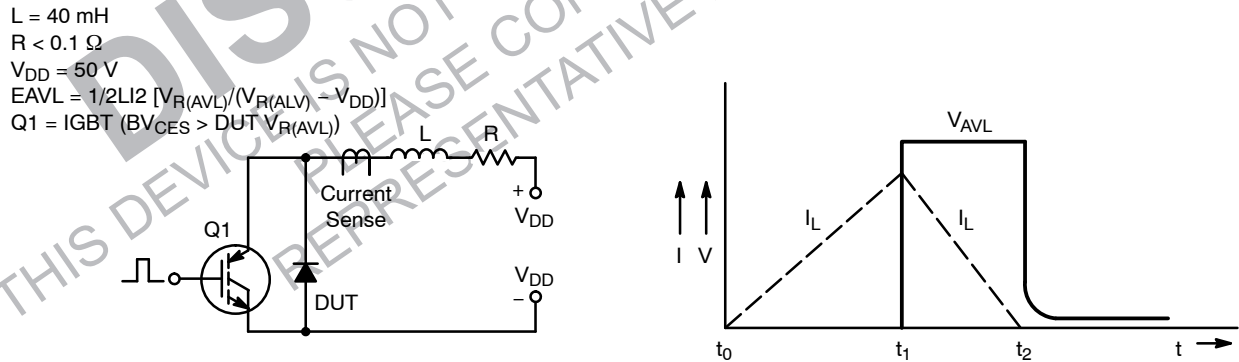 L = 40 mH
R < 0.1 Ω
V_DD = 50 V
EAVL = 1/2LI2 [V_R(AVL)/(V_R(ALV) − V_DD)]
Q1 = IGBT (BV_CES > DUT V_R(AVL))
DIS
THIS DEVICE IS NOT
PLEASE CO
REPRESENTATIVE
L
R
Current
Sense
+
V_DD
Q1
V_DD
−
DUT
V_AVL
I_L
I_L
I V
t_0
t_1
t_2
t